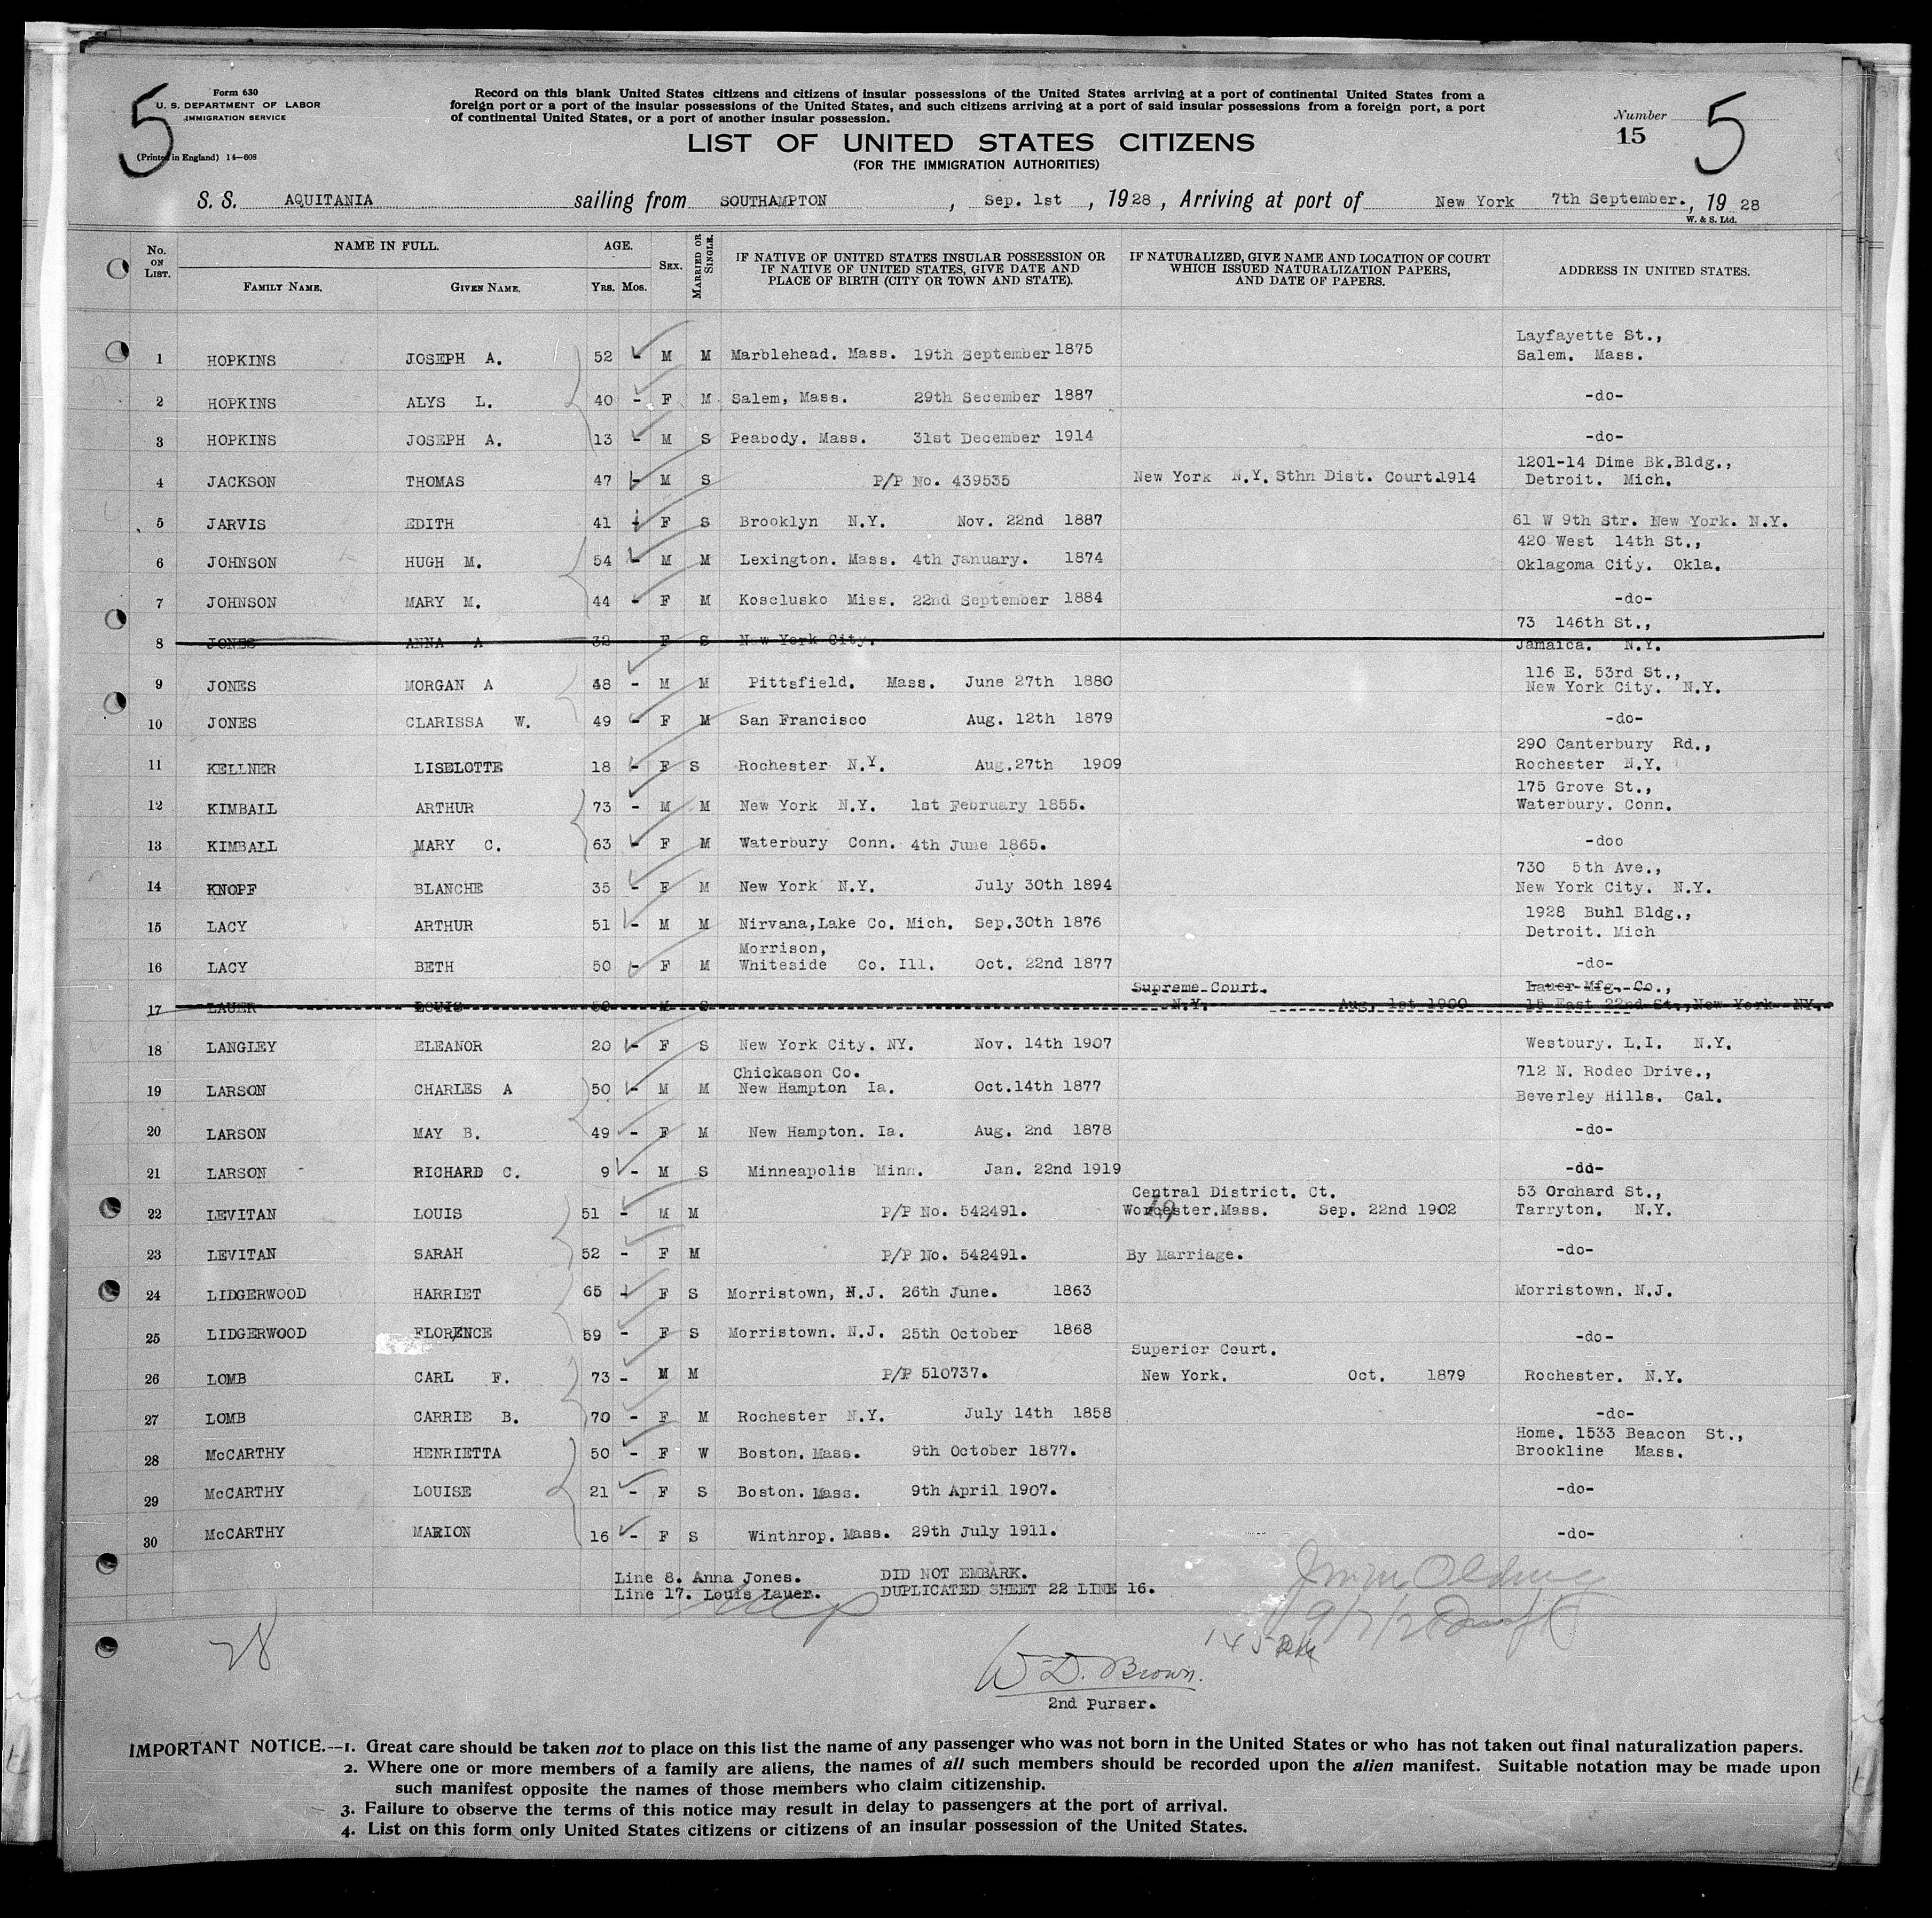 5
Form 630
U. S. DEPARTMENT OF LABOR
IMMIGRATION SERVICE
(Printed in England) 14—608
Record on this blank United States citizens and citizens of insular possessions of the United States arriving at a port of continental United States from a
foreign port or a port of the insular possessions of the United States, and such citizens arriving at a port of said insular possessions from a foreign port, a port
of continental United States, or a port of another insular possession.
Number
15
5
LIST OF UNITED STATES CITIZENS
(FOR THE IMMIGRATION AUTHORITIES)
S. S. AQUITANIA sailing from SOUTHAMPTON , Sep. 1st , 1928 , Arriving at port of New York 7th September. , 19 28
W. & S. Ltd.
No. ON LIST. NAME IN FULL. FAMILY NAME. GIVEN NAME. AGE. YRS. MOS. SEX. MARRIED OR SINGLE. IF NATIVE OF UNITED STATES INSULAR POSSESSION OR IF NATIVE OF UNITED STATES, GIVE DATE AND PLACE OF BIRTH (CITY OR TOWN AND STATE). IF NATURALIZED, GIVE NAME AND LOCATION OF COURT WHICH ISSUED NATURALIZATION PAPERS, AND DATE OF PAPERS. ADDRESS IN UNITED STATES.
Layfayette St.,
1 HOPKINS JOSEPH A. 52 - M M Marblehead. Mass. 19th September 1875 Salem. Mass.
2 HOPKINS ALYS L. 40 - F M Salem, Mass. 29th Secember 1887 -do-
3 HOPKINS JOSEPH A. 13 - M S Peabody. Mass. 31st December 1914 -do-
1201-14 Dime Bk.Bldg.,
4 JACKSON THOMAS 47 - M S P/P No. 439535 New York N.Y. Sthn Dist. Court.1914 Detroit. Mich.
5 JARVIS EDITH 41 - F S Brooklyn N.Y. Nov. 22nd 1887 61 W 9th Str. New York. N.Y.
420 West 14th St.,
6 JOHNSON HUGH M. 54 - M M Lexington. Mass. 4th January. 1874 Oklagoma City. Okla.
7 JOHNSON MARY M. 44 - F M Kosclusko Miss. 22nd September 1884 -do-
73 146th St.,
8 JONES ANNA A 32 F S New York City. Jamaica. N.Y.
116 E. 53rd St.,
9 JONES MORGAN A 48 - M M Pittsfield. Mass. June 27th 1880 New York City. N.Y.
10 JONES CLARISSA W. 49 - F M San Francisco Aug. 12th 1879 -do-
290 Canterbury Rd.,
11 KELLNER LISELOTTE 18 - F S Rochester N.Y. Aug.27th 1909 Rochester N.Y.
175 Grove St.,
12 KIMBALL ARTHUR 73 - M M New York N.Y. 1st February 1855. Waterbury. Conn.
13 KIMBALL MARY C. 63 - F M Waterbury Conn. 4th June 1865. -doo
730 5th Ave.,
14 KNOPF BLANCHE 35 - F M New York N.Y. July 30th 1894 New York City. N.Y.
1928 Buhl Bldg.,
15 LACY ARTHUR 51 - M M Nirvana,Lake Co. Mich. Sep.30th 1876 Detroit. Mich
Morrison,
16 LACY BETH 50 - F M Whiteside Co. Ill. Oct. 22nd 1877 -do-
Supreme Court. Lauer Mfg. Co.,
17 LAUER LOUIS 50 M S N.Y. Aug, 1st 1900 15 East 22nd St., New York NY.
18 LANGLEY ELEANOR 20 - F S New York City. NY. Nov. 14th 1907 Westbury. L.I. N.Y.
Chickason Co. 712 N. Rodeo Drive.,
19 LARSON CHARLES A 50 - M M New Hampton Ia. Oct.14th 1877 Beverley Hills. Cal.
20 LARSON MAY B. 49 - F M New Hampton. Ia. Aug. 2nd 1878 -do-
21 LARSON RICHARD C. 9 - M S Minneapolis Minn. Jan. 22nd 1919 -dd-
Central District. Ct. 53 Orchard St.,
22 LEVITAN LOUIS 51 - M M P/P No. 542491. Worcester.Mass. Sep. 22nd 1902 Tarryton. N.Y.
23 LEVITAN SARAH 52 - F M P/P No. 542491. By Marriage. -do-
24 LIDGERWOOD HARRIET 65 - F S Morristown, N.J. 26th June. 1863 Morristown. N.J.
25 LIDGERWOOD FLORENCE 59 - F S Morristown. N.J. 25th October 1868 -do-
Superior Court.
26 LOMB CARL F. 73 - M M P/P 510737. New York. Oct. 1879 Rochester. N.Y.
27 LOMB CARRIE B. 70 - F M Rochester N.Y. July 14th 1858 -do-
Home. 1533 Beacon St.,
28 McCARTHY HENRIETTA 50 - F W Boston. Mass. 9th October 1877. Brookline Mass.
29 McCARTHY LOUISE 21 - F S Boston. Mass. 9th April 1907. -do-
30 McCARTHY MARION 16 - F S Winthrop. Mass. 29th July 1911. -do-
Line 8. Anna Jones. DID NOT EMBARK.
Line 17. Louis Lauer. DUPLICATED SHEET 22 LINE 16.
28
W. D. Brown.
2nd Purser.
IMPORTANT NOTICE.—1. Great care should be taken not to place on this list the name of any passenger who was not born in the United States or who has not taken out final naturalization papers.
2. Where one or more members of a family are aliens, the names of all such members should be recorded upon the alien manifest. Suitable notation may be made upon
such manifest opposite the names of those members who claim citizenship.
3. Failure to observe the terms of this notice may result in delay to passengers at the port of arrival.
4. List on this form only United States citizens or citizens of an insular possession of the United States.